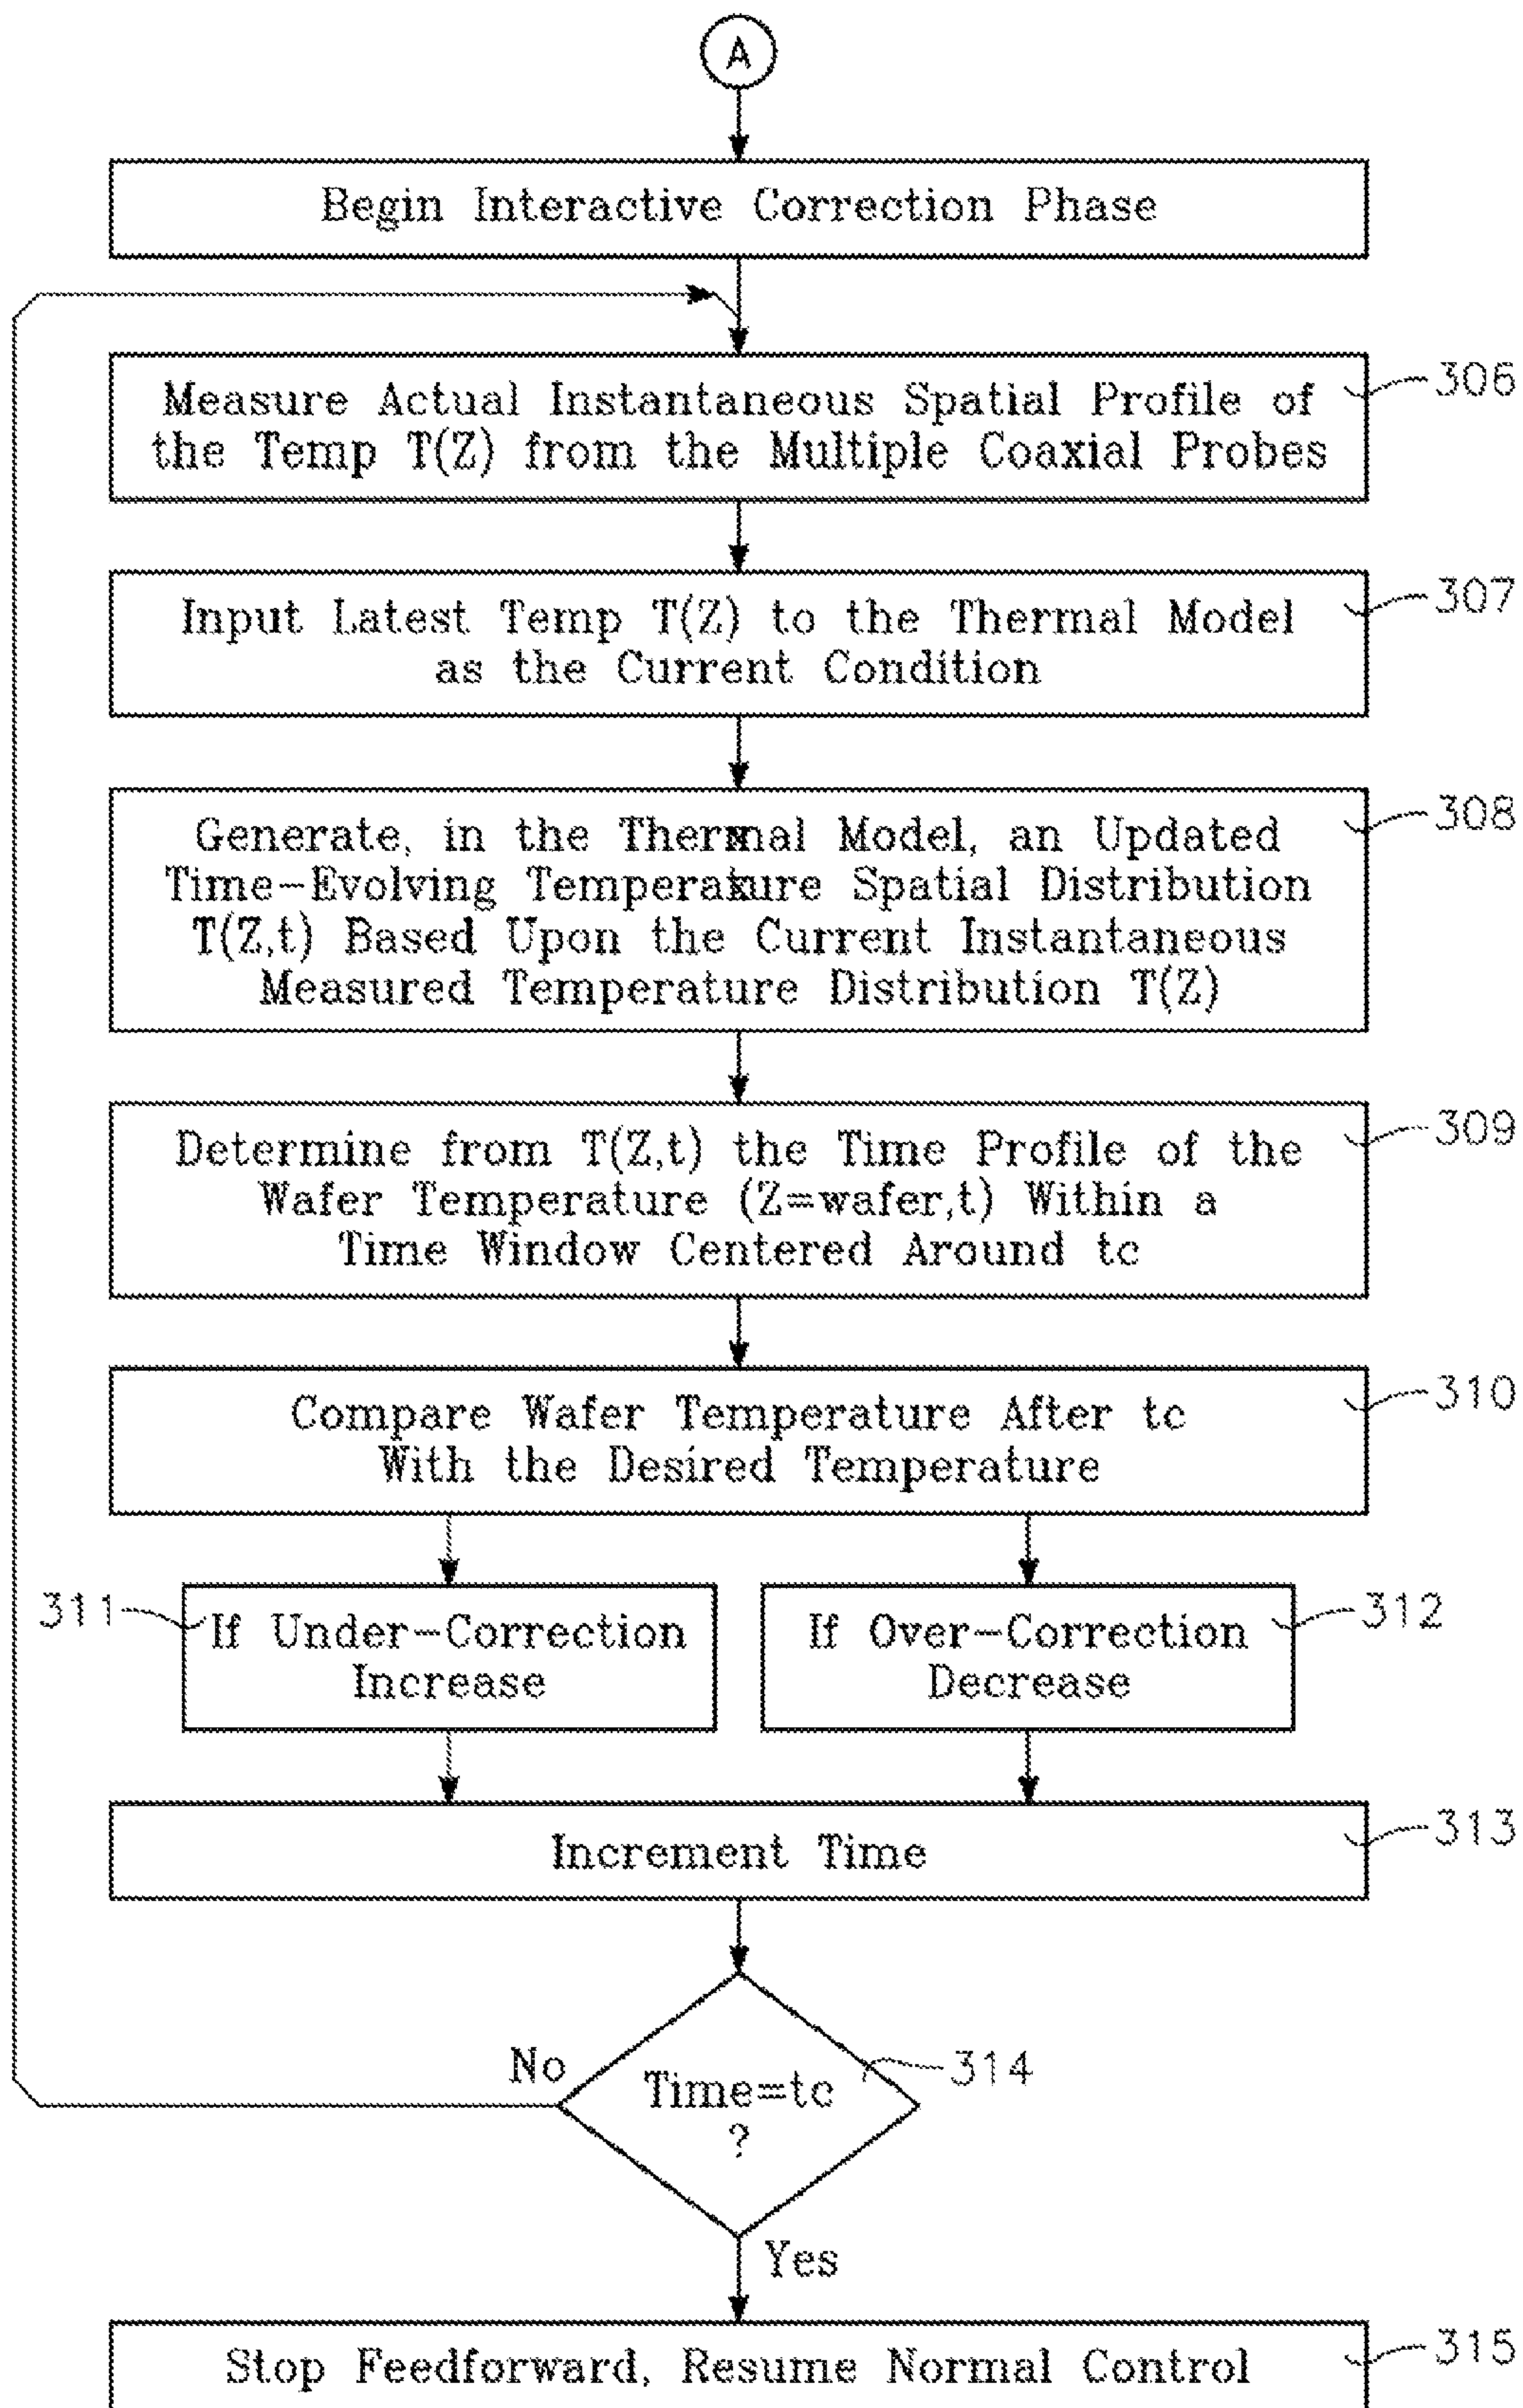 A
Begin Interactive Correction Phase
Measure Actual Instantaneous Spatial Profile of
the Temp T(Z) from the Multiple Coaxial Probes
306
Input Latest Temp T(Z) to the Thermal Model
as the Current Condition
307
Generate, in the Thermal Model, an Updated
Time-Evolving Temperature Spatial Distribution
T(Z,t) Based Upon the Current Instantaneous
Measured Temperature Distribution T(Z)
308
Determine from T(Z,t) the Time Profile of the
Wafer Temperature (Z=wafer,t) Within a
Time Window Centered Around tc
309
Compare Wafer Temperature After tc
With the Desired Temperature
310
311
If Under-Correction
Increase
If Over-Correction
Decrease
312
Increment Time
313
No
Time=tc
?
314
Yes
Stop Feedforward, Resume Normal Control
315